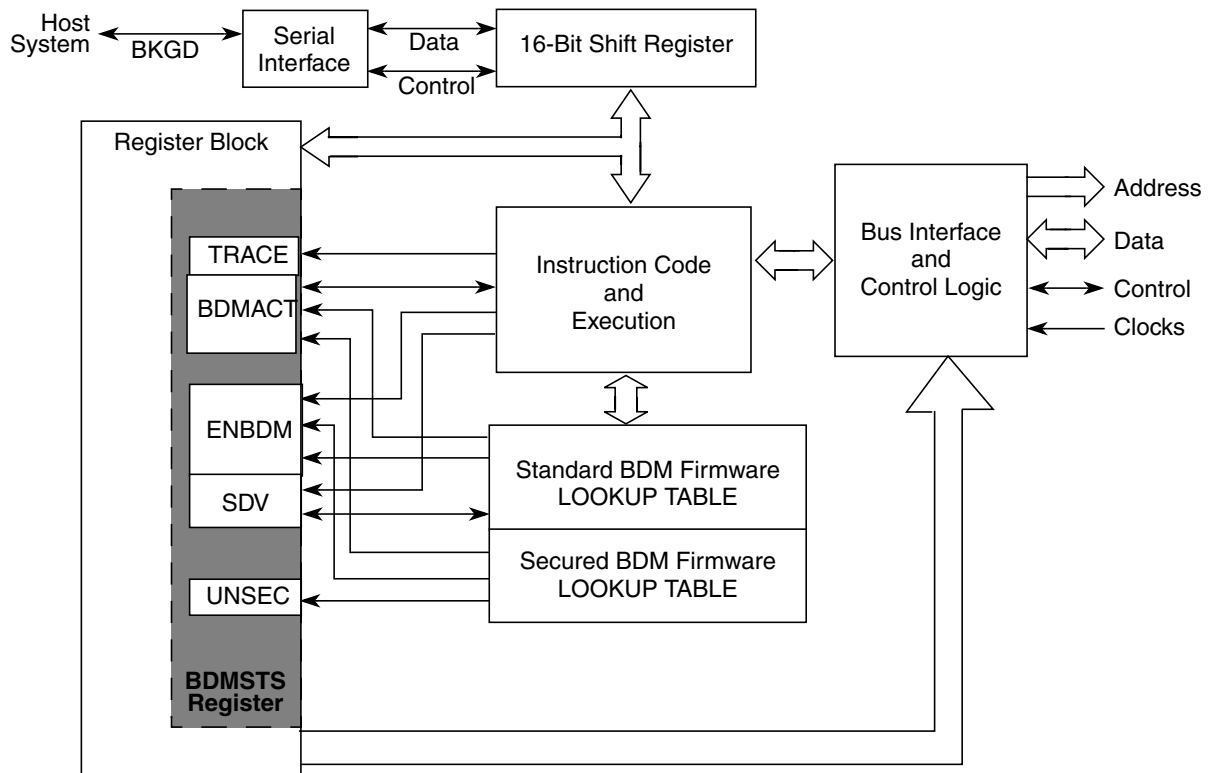 Host
System
BKGD
Serial
Interface
Data
Control
16-Bit Shift Register
Register Block
TRACE
BDMACT
ENBDM
SDV
UNSEC
BDMSTS
Register
Instruction Code
and
Execution
Standard BDM Firmware
LOOKUP TABLE
Secured BDM Firmware
LOOKUP TABLE
Bus Interface
and
Control Logic
Address
Data
Control
Clocks